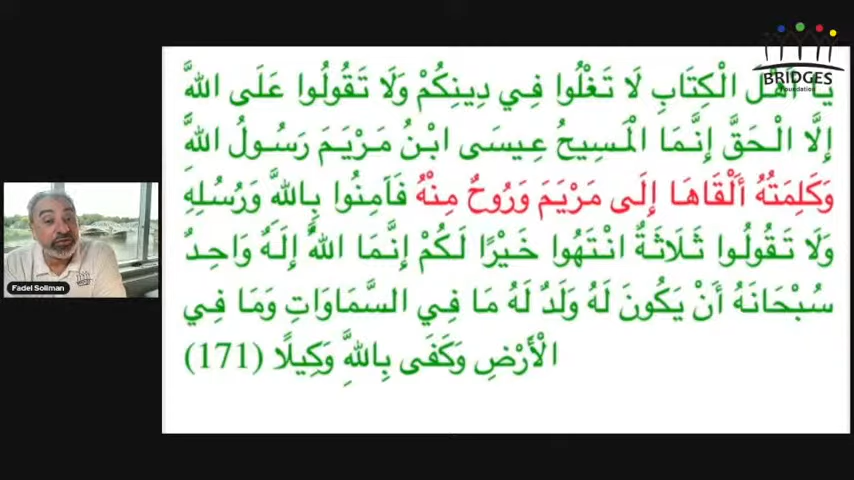 يَا أَهْلَ الْكِتَابِ لَا تَغْلُوا فِي دِينِكُمْ وَلَا تَقُولُوا عَلَى اللَّهِ
إِلَّا الْحَقَّ إِنَّمَا الْمَسِيحُ عِيسَى ابْنُ مَرْيَمَ رَسُولُ اللَّهِ
وَكَلِمَتُهُ أَلْقَاهَا إِلَى مَرْيَمَ وَرُوحٌ مِنْهُ فَآَمِنُوا بِاللَّهِ وَرُسُلِهِ
وَلَا تَقُولُوا ثَلَاثَةٌ انْتَهُوا خَيْرًا لَكُمْ إِنَّمَا اللَّهُ إِلَهٌ وَاحِدٌ
سُبْحَانَهُ أَنْ يَكُونَ لَهُ وَلَدٌ لَهُ مَا فِي السَّمَاوَاتِ وَمَا فِي
الْأَرْضِ وَكَفَى بِاللَّهِ وَكِيلًا (171)
BRIDGES
Foundation
Fadel Soliman